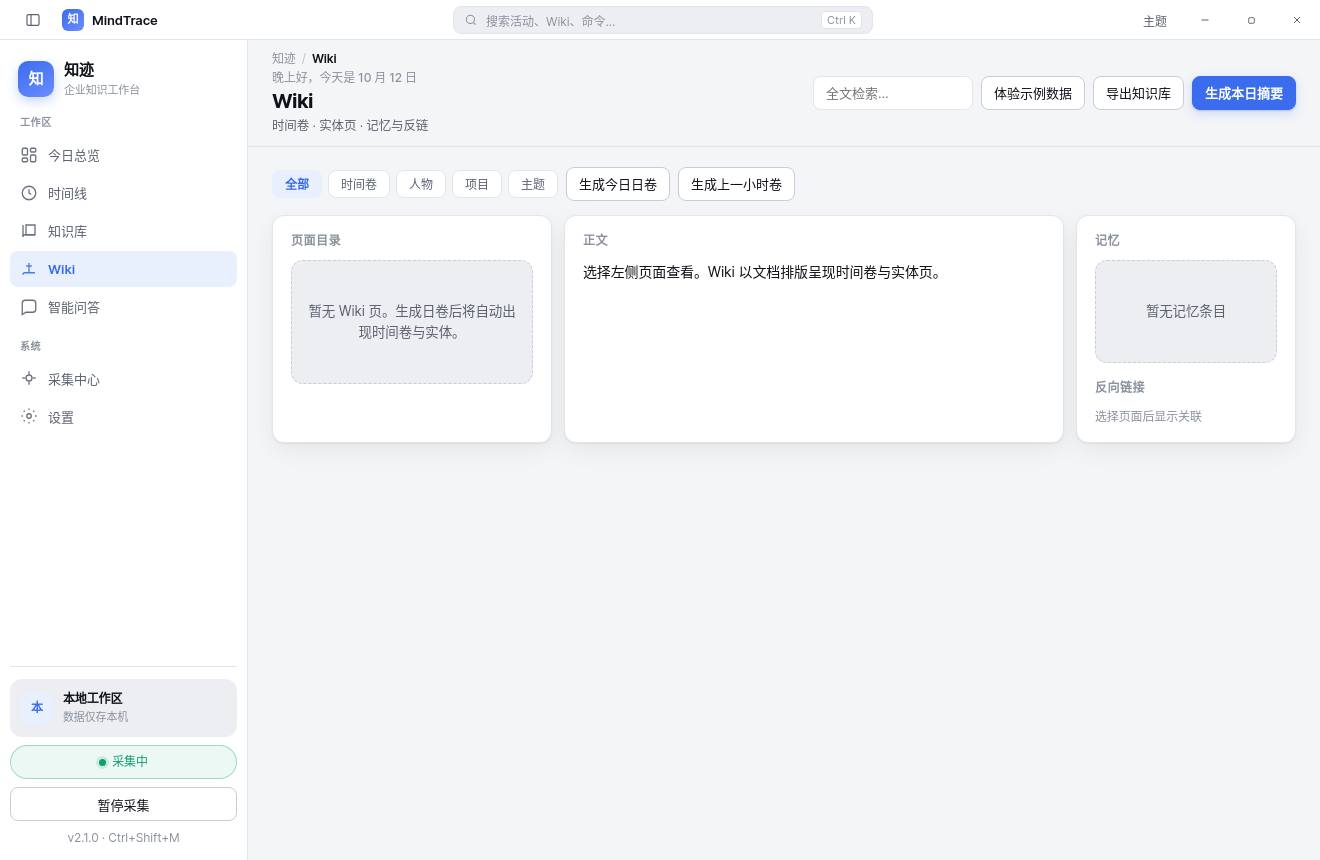 知 MindTrace
搜索活动、Wiki、命令... Ctrl K
主题
知 知迹
企业知识工作台
工作区
今日总览
时间线
知识库
Wiki
智能问答
系统
采集中心
设置
本 本地工作区
数据仅存本机
采集中
暂停采集
v2.1.0 · Ctrl+Shift+M
知迹 / Wiki
晚上好，今天是 10 月 12 日
Wiki
时间卷 · 实体页 · 记忆与反链
全文检索... 体验示例数据 导出知识库 生成本日摘要
全部 时间卷 人物 项目 主题 生成今日日卷 生成上一小时卷
页面目录
暂无 Wiki 页。生成日卷后将自动出
现时间卷与实体。
正文
选择左侧页面查看。Wiki 以文档排版呈现时间卷与实体页。
记忆
暂无记忆条目
反向链接
选择页面后显示关联